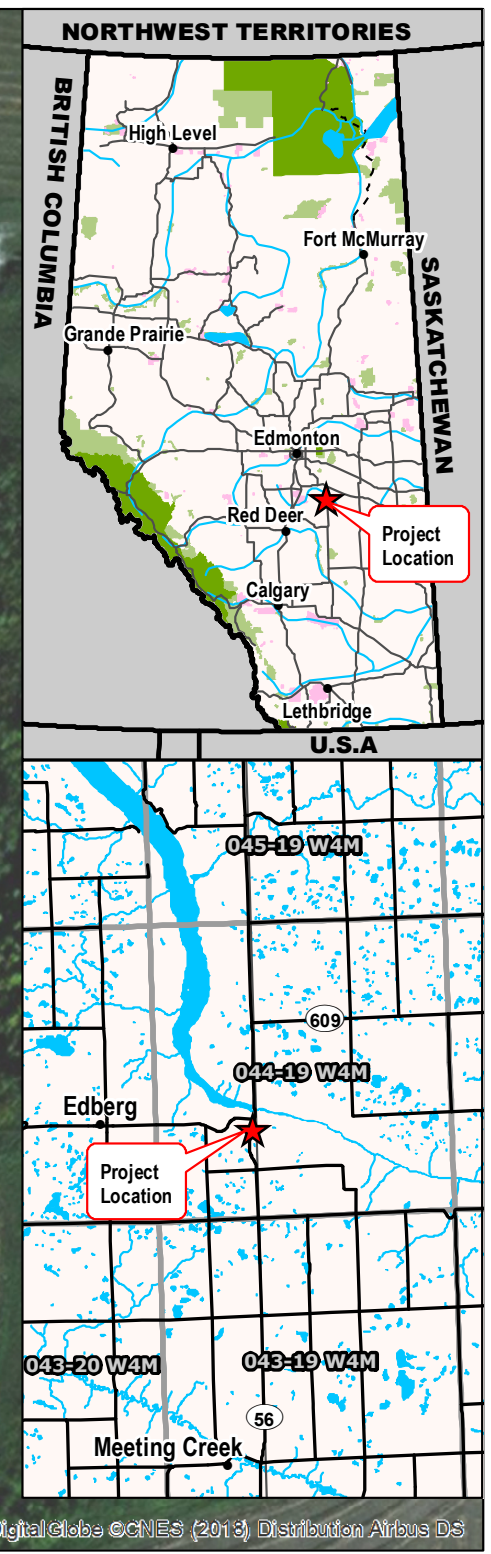 NORTHWEST TERRITORIES
BRITISH COLUMBIA
High Level
Fort McMurray
SASKATCHEWAN
Grande Prairie
Edmonton
Red Deer
Project
Location
Calgary
Lethbridge
U.S.A
045-19 W4M
609
044-19 W4M
Edberg
Project
Location
043-20 W4M
043-19 W4M
56
Meeting Creek
DigitalGlobe ©CNES (2018) Distribution Airbus DS